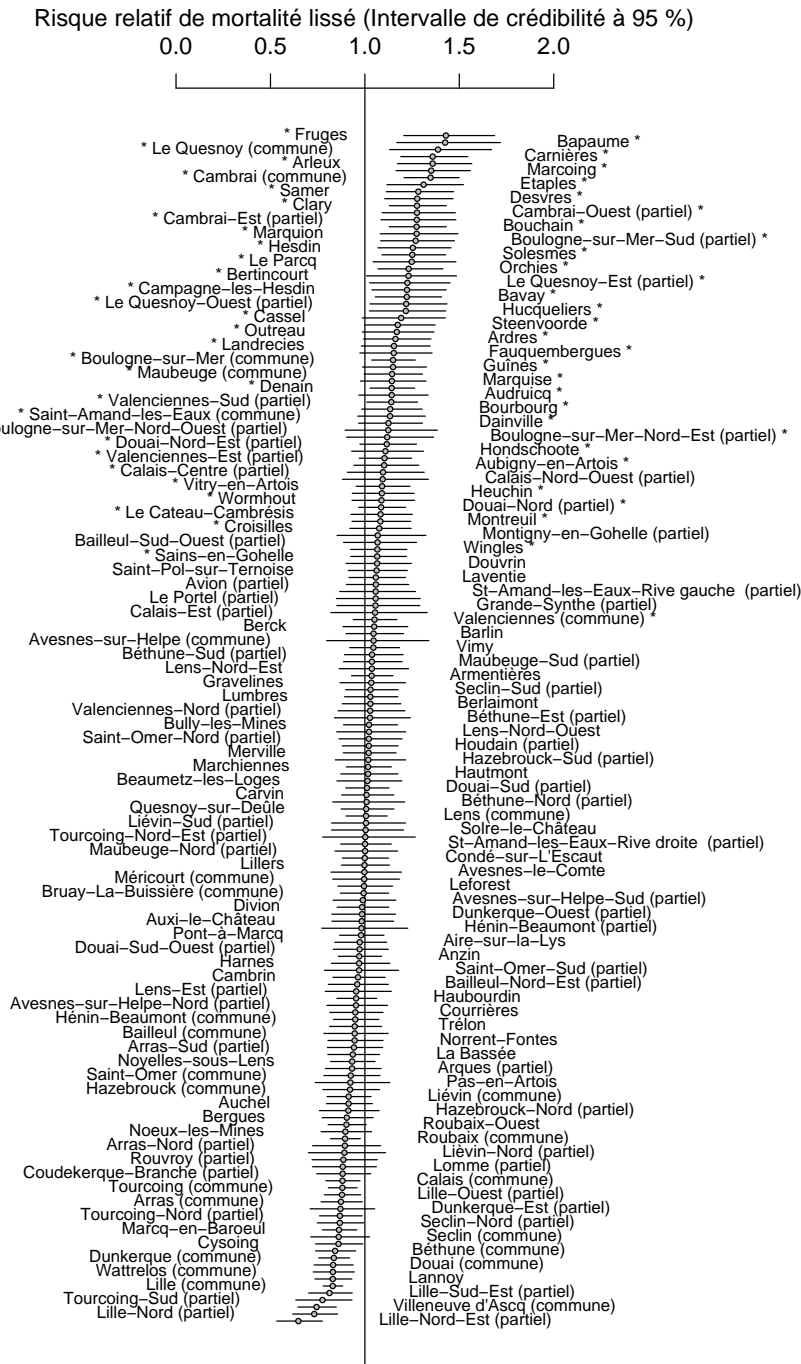 Risque relatif de mortalité lissé (Intervalle de crédibilité à 95 %)
0.0 0.5 1.0 1.5 2.0
* Fruges
Bapaume *
* Le Quesnoy (commune)
Carnières *
* Arleux
Marcoing *
* Cambrai (commune)
Etaples *
* Samer
Desvres *
* Clary
Cambrai−Ouest (partiel) *
* Cambrai−Est (partiel)
Bouchain *
* Marquion
Boulogne−sur−Mer−Sud (partiel) *
* Hesdin
Solesmes *
* Le Parcq
Orchies *
* Bertincourt
Le Quesnoy−Est (partiel) *
* Campagne−les−Hesdin
Bavay *
* Le Quesnoy−Ouest (partiel)
Hucqueliers *
* Cassel
Steenvoorde *
* Outreau
Ardres *
* Landrecies
Fauquembergues *
* Boulogne−sur−Mer (commune)
Guînes *
* Maubeuge (commune)
Marquise *
* Denain
Audruicq *
* Valenciennes−Sud (partiel)
Bourbourg *
* Saint−Amand−les−Eaux (commune)
Dainville *
oulogne−sur−Mer−Nord−Ouest (partiel)
Boulogne−sur−Mer−Nord−Est (partiel) *
* Douai−Nord−Est (partiel)
Hondschoote *
* Valenciennes−Est (partiel)
Aubigny−en−Artois *
* Calais−Centre (partiel)
Calais−Nord−Ouest (partiel)
* Vitry−en−Artois
Heuchin *
* Wormhout
Douai−Nord (partiel) *
* Le Cateau−Cambrésis
Montreuil *
* Croisilles
Montigny−en−Gohelle (partiel)
Bailleul−Sud−Ouest (partiel)
Wingles *
* Sains−en−Gohelle
Douvrin
Saint−Pol−sur−Ternoise
Laventie
Avion (partiel)
St−Amand−les−Eaux−Rive gauche (partiel)
Le Portel (partiel)
Grande−Synthe (partiel)
Calais−Est (partiel)
Valenciennes (commune) *
Berck
Barlin
Avesnes−sur−Helpe (commune)
Vimy
Béthune−Sud (partiel)
Maubeuge−Sud (partiel)
Lens−Nord−Est
Armentières
Gravelines
Seclin−Sud (partiel)
Lumbres
Berlaimont
Valenciennes−Nord (partiel)
Béthune−Est (partiel)
Bully−les−Mines
Lens−Nord−Ouest
Saint−Omer−Nord (partiel)
Houdain (partiel)
Merville
Hazebrouck−Sud (partiel)
Marchiennes
Hautmont
Beaumetz−les−Loges
Douai−Sud (partiel)
Carvin
Béthune−Nord (partiel)
Quesnoy−sur−Deûle
Lens (commune)
Liévin−Sud (partiel)
Solre−le−Château
Tourcoing−Nord−Est (partiel)
St−Amand−les−Eaux−Rive droite (partiel)
Maubeuge−Nord (partiel)
Condé−sur−L'Escaut
Lillers
Avesnes−le−Comte
Méricourt (commune)
Leforest
Bruay−La−Buissière (commune)
Avesnes−sur−Helpe−Sud (partiel)
Divion
Dunkerque−Ouest (partiel)
Auxi−le−Château
Hénin−Beaumont (partiel)
Pont−à−Marcq
Aire−sur−la−Lys
Douai−Sud−Ouest (partiel)
Anzin
Harnes
Saint−Omer−Sud (partiel)
Cambrin
Bailleul−Nord−Est (partiel)
Lens−Est (partiel)
Haubourdin
Avesnes−sur−Helpe−Nord (partiel)
Courrières
Hénin−Beaumont (commune)
Trélon
Bailleul (commune)
Norrent−Fontes
Arras−Sud (partiel)
La Bassée
Noyelles−sous−Lens
Arques (partiel)
Saint−Omer (commune)
Pas−en−Artois
Hazebrouck (commune)
Liévin (commune)
Auchel
Hazebrouck−Nord (partiel)
Bergues
Roubaix−Ouest
Noeux−les−Mines
Roubaix (commune)
Arras−Nord (partiel)
Lièvin−Nord (partiel)
Rouvroy (partiel)
Lomme (partiel)
Coudekerque−Branche (partiel)
Calais (commune)
Tourcoing (commune)
Lille−Ouest (partiel)
Arras (commune)
Dunkerque−Est (partiel)
Tourcoing−Nord (partiel)
Seclin−Nord (partiel)
Marcq−en−Baroeul
Seclin (commune)
Cysoing
Béthune (commune)
Dunkerque (commune)
Douai (commune)
Wattrelos (commune)
Lannoy
Lille (commune)
Lille−Sud−Est (partiel)
Tourcoing−Sud (partiel)
Villeneuve d'Ascq (commune)
Lille−Nord (partiel)
Lille−Nord−Est (partiel)